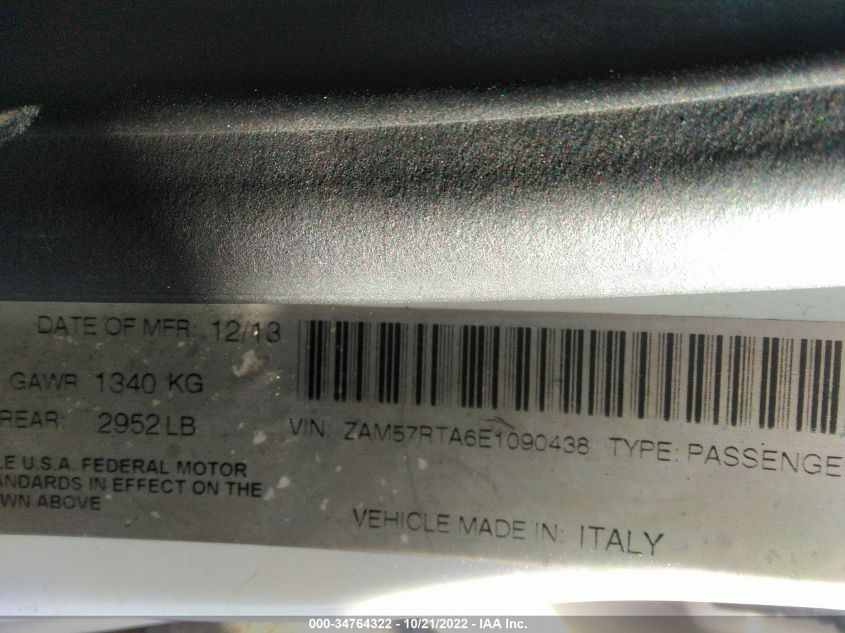 DATE OF MFR: 12/13
GAWR 1340 KG
REAR: 2952 LB
VIN: ZAM57RTA6E1090438 TYPE: PASSENGE
LE U.S.A. FEDERAL MOTOR
ANDARDS IN EFFECT ON THE
WN ABOVE
VEHICLE MADE IN: ITALY
000-34764322 - 10/21/2022 - IAA Inc.